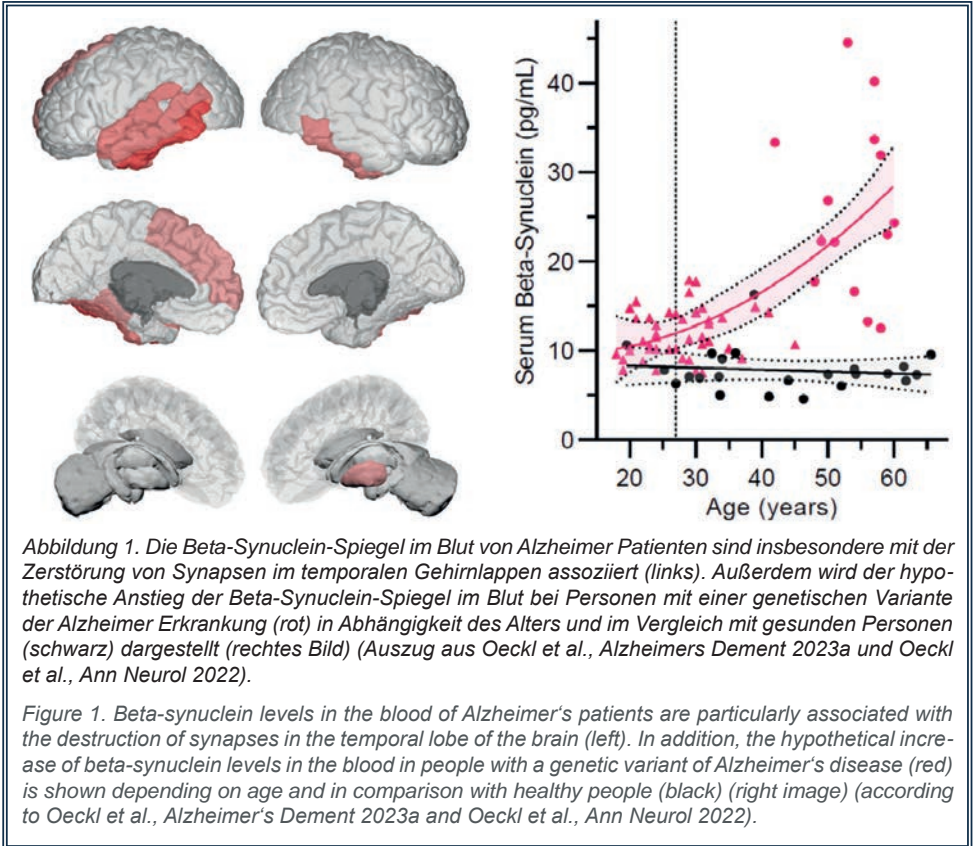 Serum Beta-Synuclein (pg/mL)
40
30
20
10
0
20 30 40 50 60
Age (years)
Abbildung 1. Die Beta-Synuclein-Spiegel im Blut von Alzheimer Patienten sind insbesondere mit der
Zerstörung von Synapsen im temporalen Gehirnlappen assoziiert (links). Außerdem wird der hypo-
thetische Anstieg der Beta-Synuclein-Spiegel im Blut bei Personen mit einer genetischen Variante
der Alzheimer Erkrankung (rot) in Abhängigkeit des Alters und im Vergleich mit gesunden Personen
(schwarz) dargestellt (rechtes Bild) (Auszug aus Oeckl et al., Alzheimers Dement 2023a und Oeckl
et al., Ann Neurol 2022).
Figure 1. Beta-synuclein levels in the blood of Alzheimer‘s patients are particularly associated with
the destruction of synapses in the temporal lobe of the brain (left). In addition, the hypothetical incre-
ase of beta-synuclein levels in the blood in people with a genetic variant of Alzheimer‘s disease (red)
is shown depending on age and in comparison with healthy people (black) (right image) (according
to Oeckl et al., Alzheimer‘s Dement 2023a and Oeckl et al., Ann Neurol 2022).